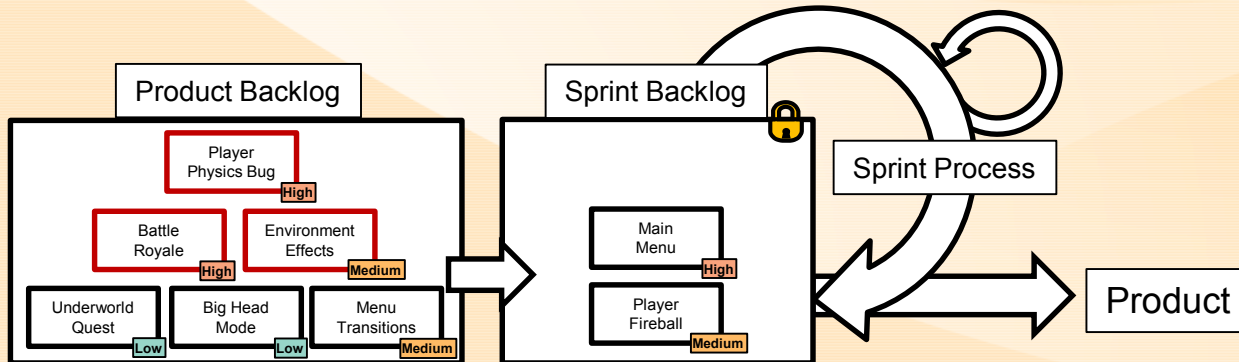 Product Backlog
Player
Physics Bug
High
Battle
Royale
High
Environment
Effects
Medium
Underworld
Quest
Low
Big Head
Mode
Low
Menu
Transitions
Medium
Sprint Backlog
Main
Menu
High
Player
Fireball
Medium
Sprint Process
Product